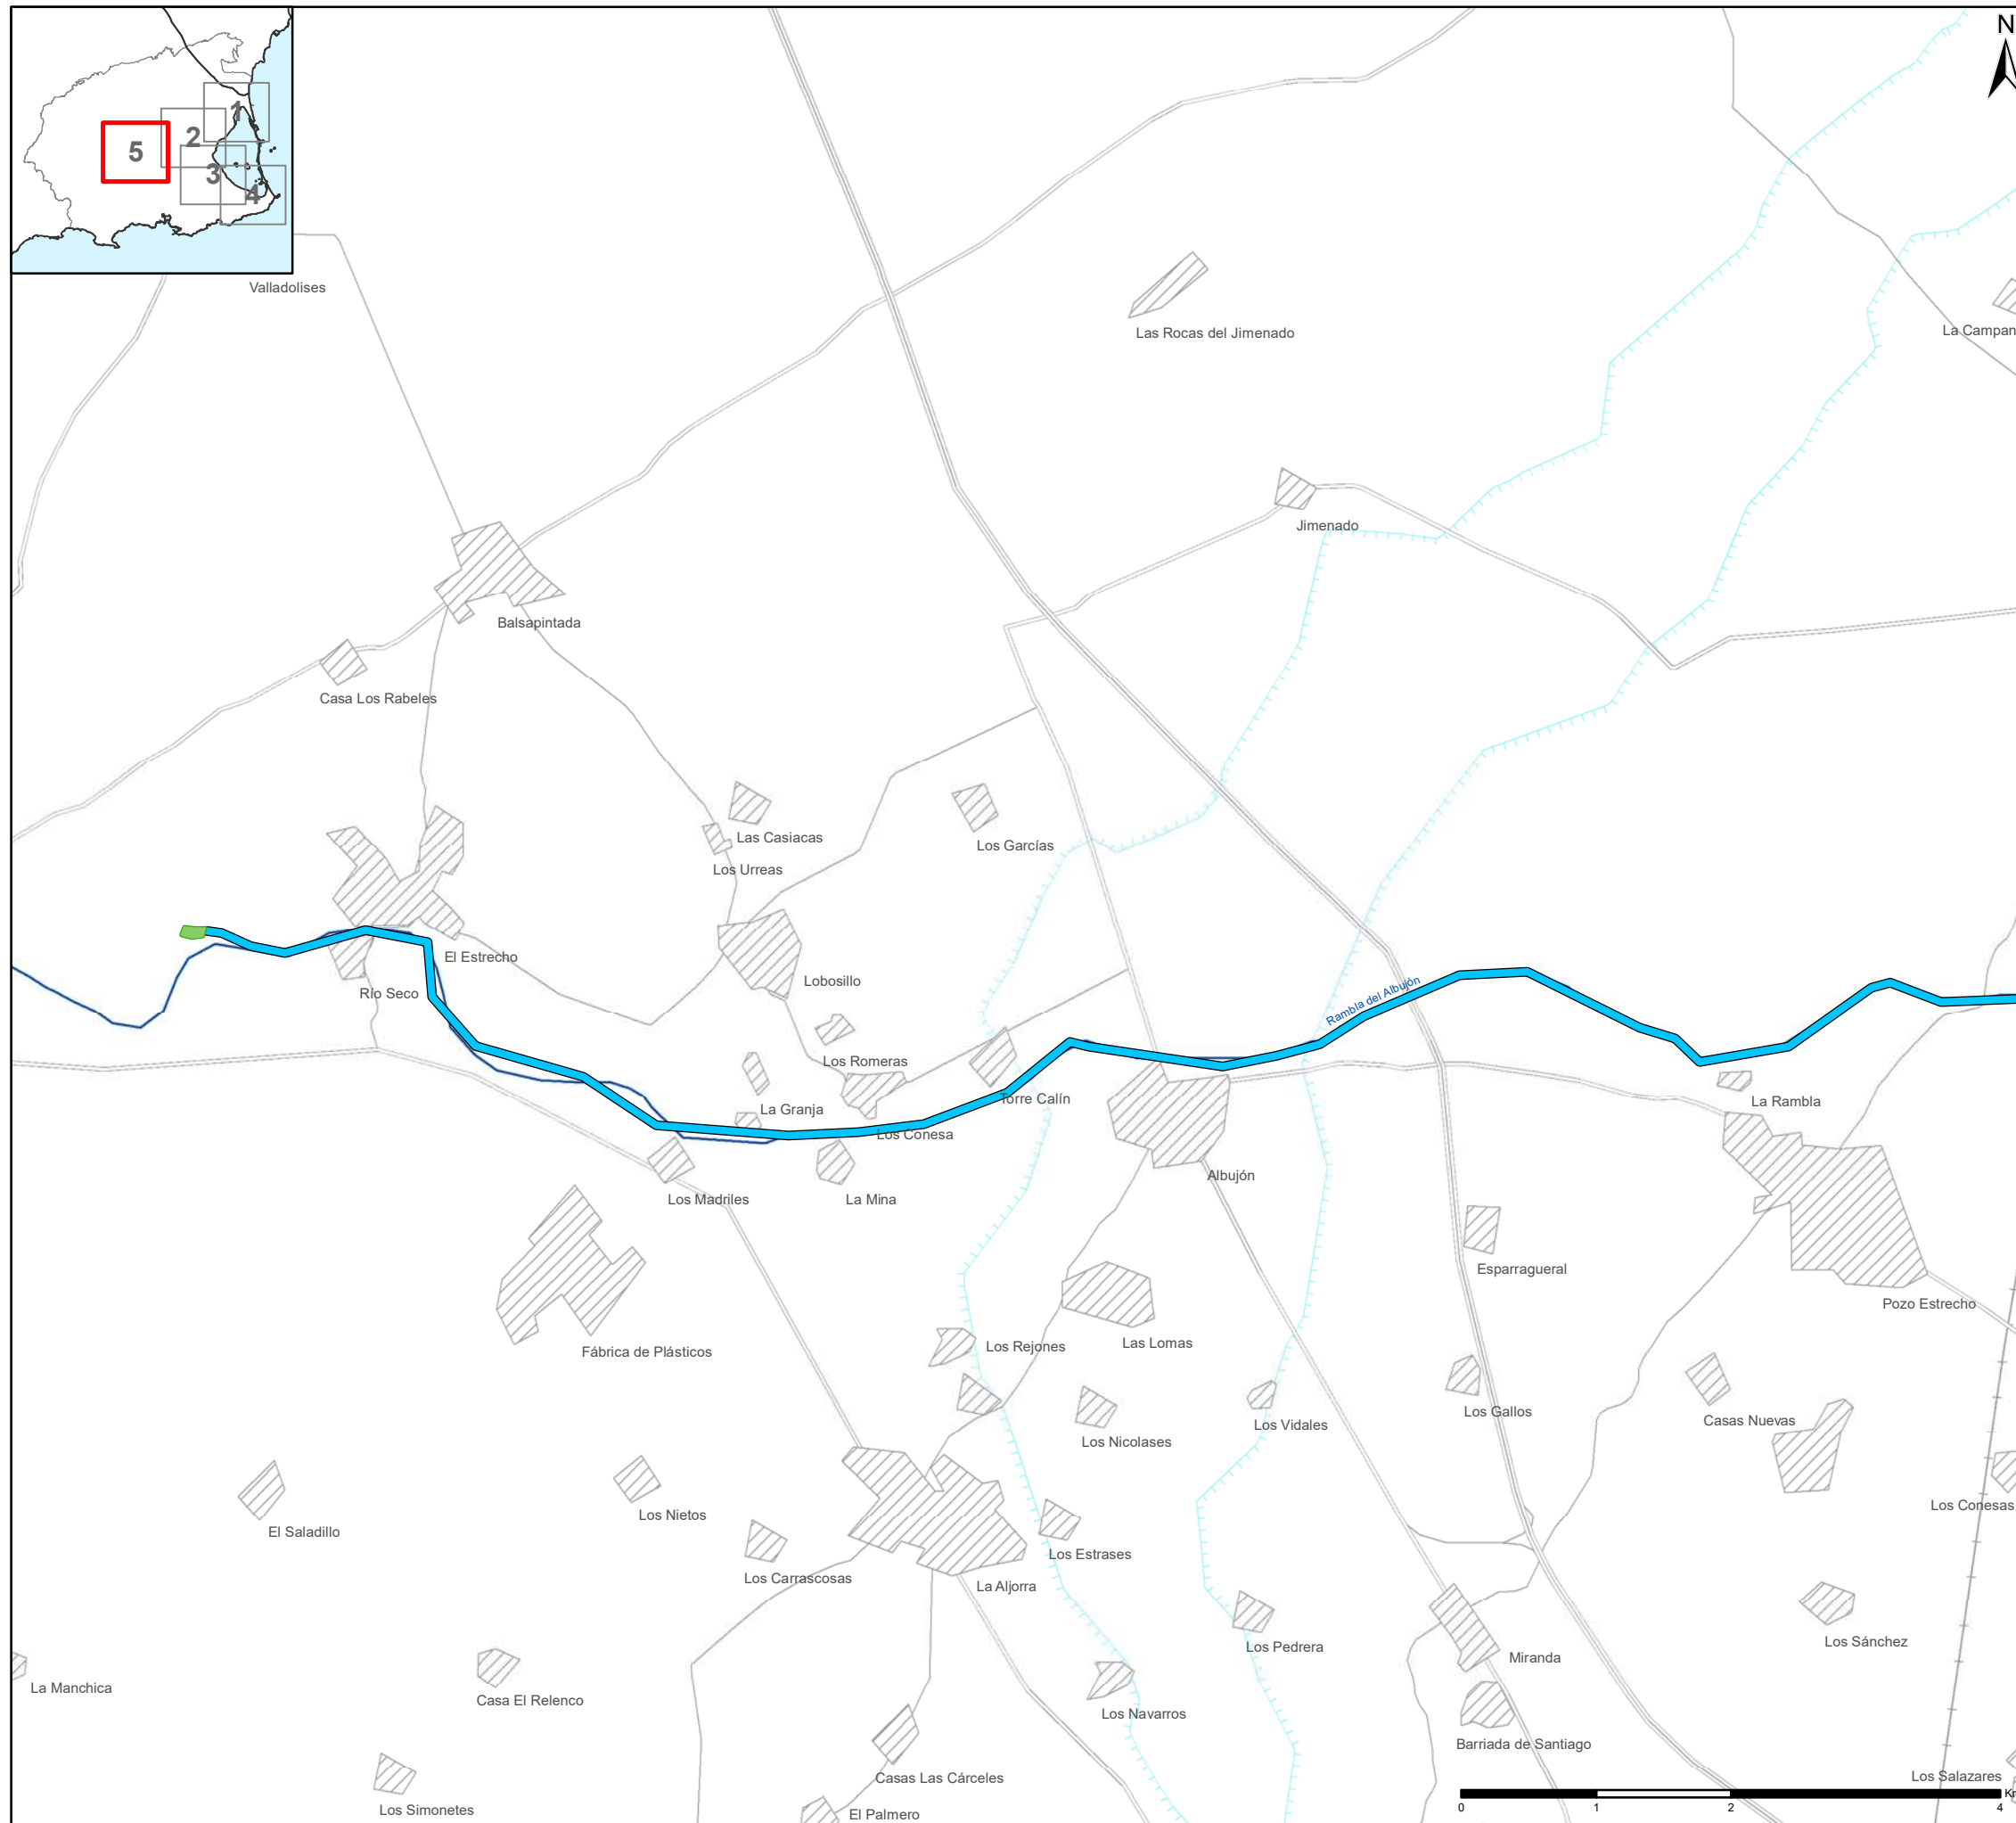 N
1
2
5
3
4
Valladolises
Las Rocas del Jimenado
La Campan
Jimenado
Balsapintada
Casa Los Rabeles
Las Casiacas
Los Garcías
Los Urreas
El Estrecho
Lobosillo
Río Seco
Rambla del Albujón
Los Romeras
Torre Calín
La Rambla
La Granja
Los Conesa
Albujón
Los Madriles
La Mina
Esparragueral
Pozo Estrecho
Las Lomas
Los Rejones
Fábrica de Plásticos
Los Gallos
Casas Nuevas
Los Vidales
Los Nicolases
Los Conesas
Los Nietos
El Saladillo
Los Estrases
Los Carrascosas
La Aljorra
Los Sánchez
Los Pedrera
Miranda
La Manchica
Casa El Relenco
Los Navarros
Barriada de Santiago
Casas Las Cárceles
Los Salazares
Los Simonetes
El Palmero
0 1 2 4